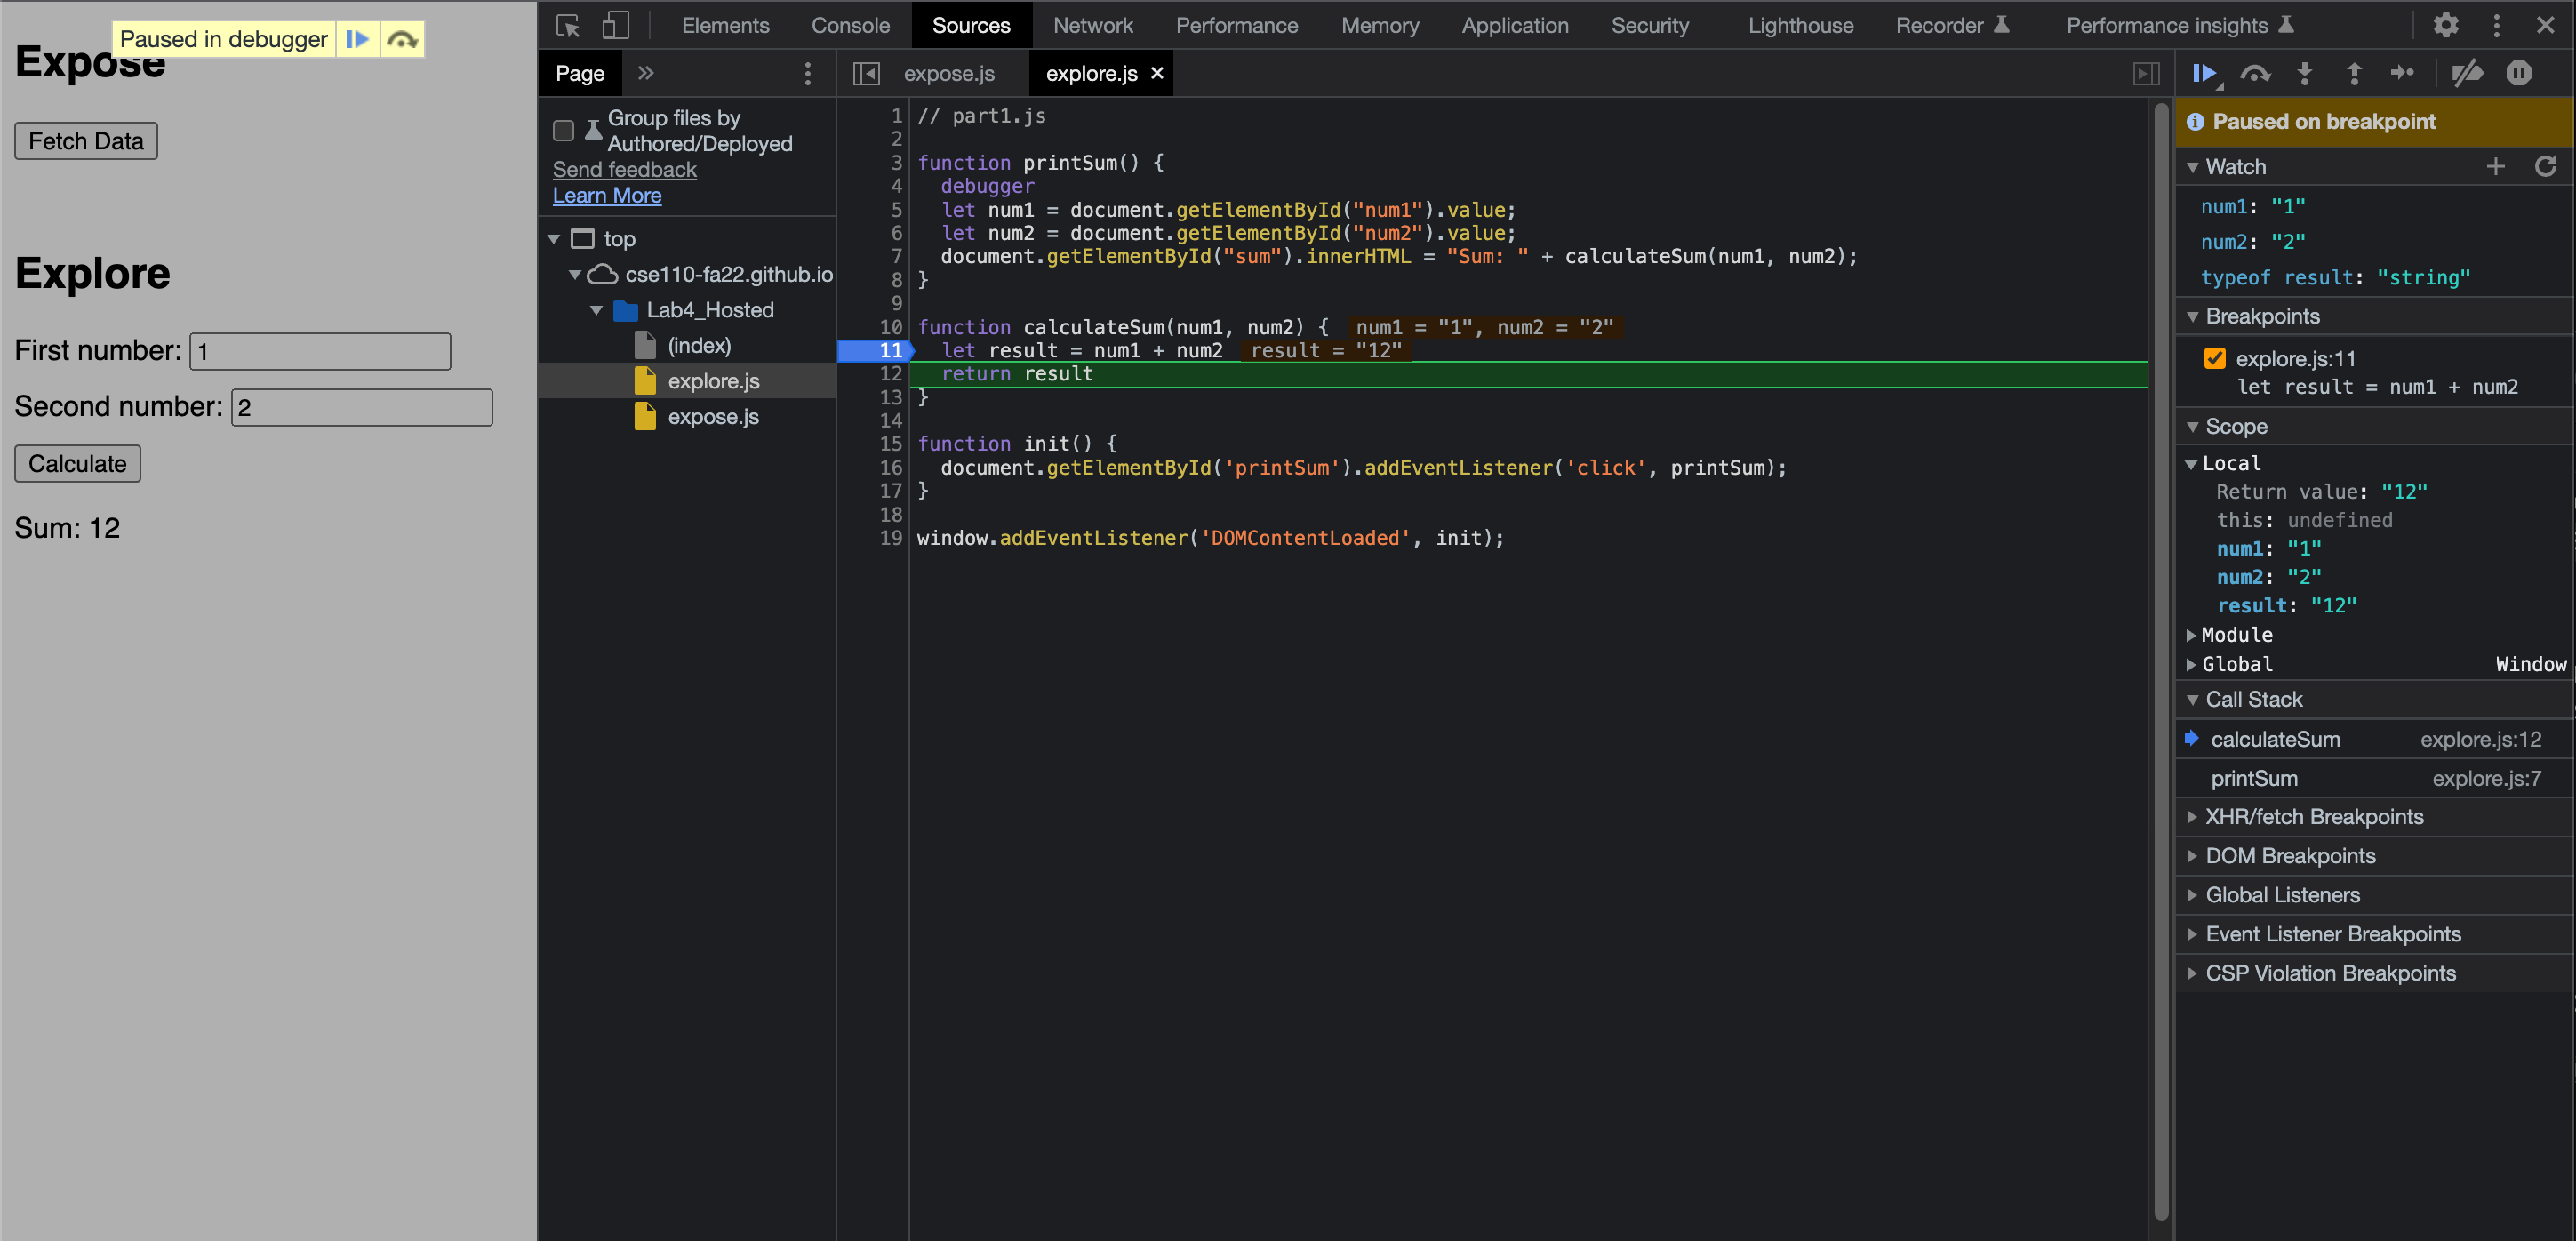 Paused in debugger
Expose
Fetch Data
Explore
First number: 1
Second number: 2
Calculate
Sum: 12
Elements Console Sources Network Performance Memory Application Security Lighthouse Recorder Performance insights
Page
Group files by
Authored/Deployed
Send feedback
Learn More
top
cse110-fa22.github.io
Lab4_Hosted
(index)
explore.js
expose.js
expose.js explore.js
1 // part1.js
2
3 function printSum() {
4   debugger
5   let num1 = document.getElementById("num1").value;
6   let num2 = document.getElementById("num2").value;
7   document.getElementById("sum").innerHTML = "Sum: " + calculateSum(num1, num2);
8 }
9
10 function calculateSum(num1, num2) { num1 = "1", num2 = "2"
11   let result = num1 + num2 result = "12"
12   return result
13 }
14
15 function init() {
16   document.getElementById('printSum').addEventListener('click', printSum);
17 }
18
19 window.addEventListener('DOMContentLoaded', init);
Paused on breakpoint
Watch
num1: "1"
num2: "2"
typeof result: "string"
Breakpoints
explore.js:11
let result = num1 + num2
Scope
Local
Return value: "12"
this: undefined
num1: "1"
num2: "2"
result: "12"
Module
Global Window
Call Stack
calculateSum explore.js:12
printSum explore.js:7
XHR/fetch Breakpoints
DOM Breakpoints
Global Listeners
Event Listener Breakpoints
CSP Violation Breakpoints